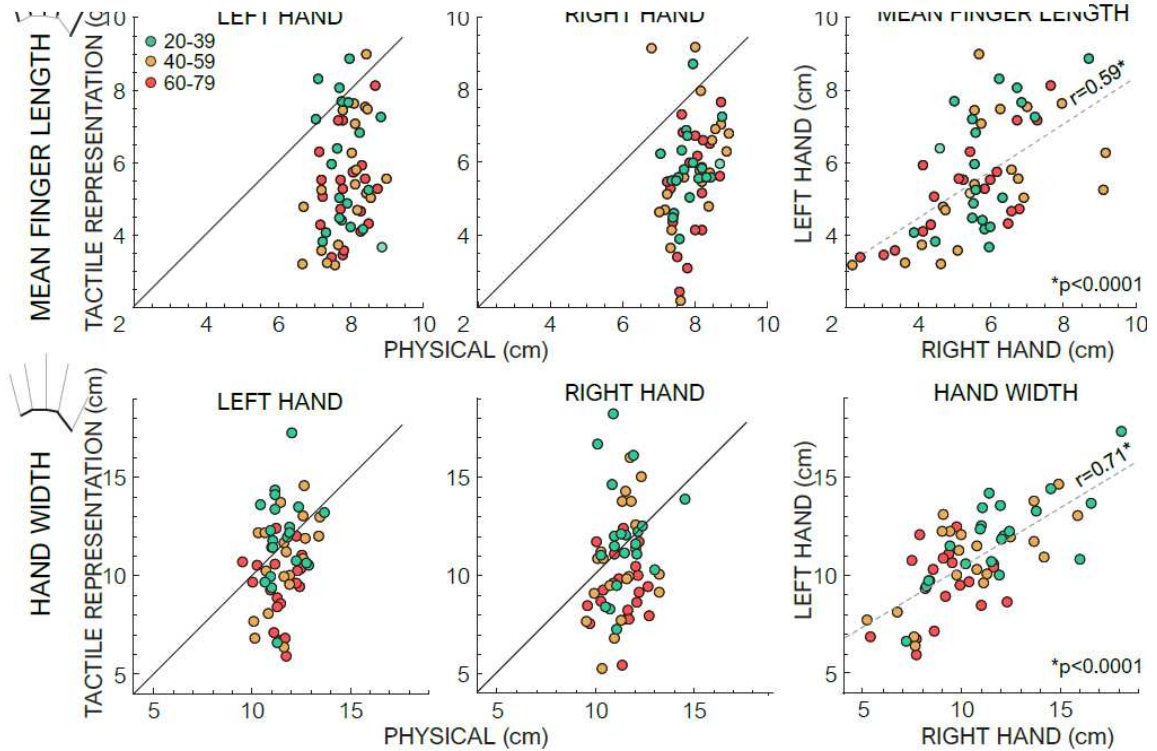 LEFT HAND
RIGHT HAND
MEAN FINGER LENGTH
MEAN FINGER LENGTH
TACTILE REPRESENTATION (cm)
10
8
6
4
2
20-39
40-59
60-79
2 4 6 8 10
10
8
6
4
2 4 6 8 10
PHYSICAL (cm)
LEFT HAND (cm)
10
8
6
4
r=0.59*
*p<0.0001
2 4 6 8 10
RIGHT HAND (cm)
HAND WIDTH
TACTILE REPRESENTATION (cm)
LEFT HAND
RIGHT HAND
HAND WIDTH
15
10
5
5 10 15
15
10
5
5 10 15
PHYSICAL (cm)
LEFT HAND (cm)
15
10
5
r=0.71*
*p<0.0001
5 10 15
RIGHT HAND (cm)